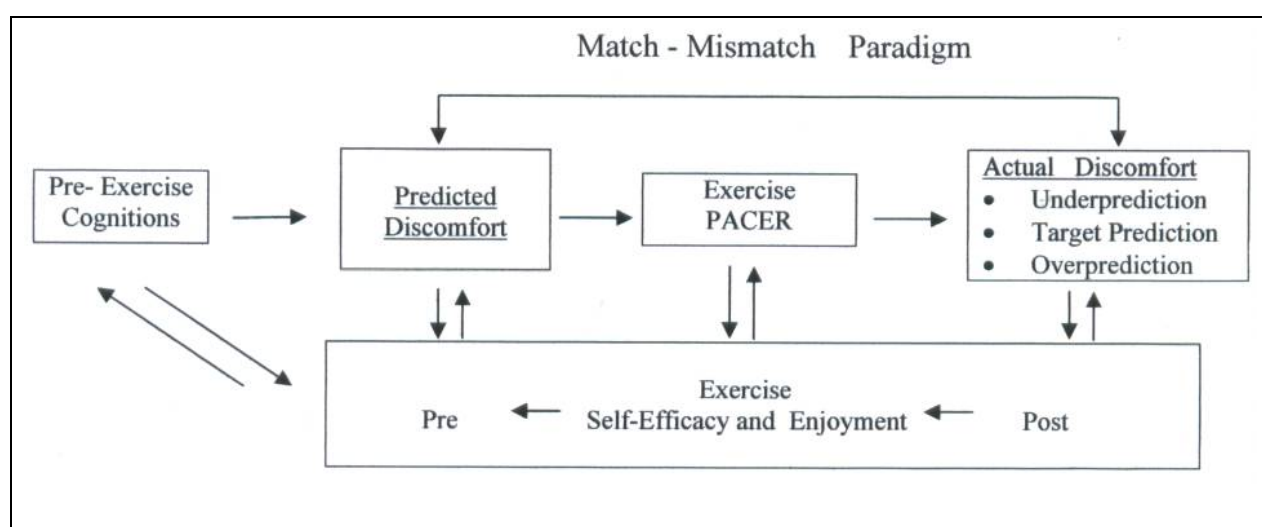 Match - Mismatch Paradigm
Pre- Exercise
Cognitions
Predicted
Discomfort
Exercise
PACER
Actual Discomfort
• Underprediction
• Target Prediction
• Overprediction
Exercise
Pre
Self-Efficacy and Enjoyment
Post